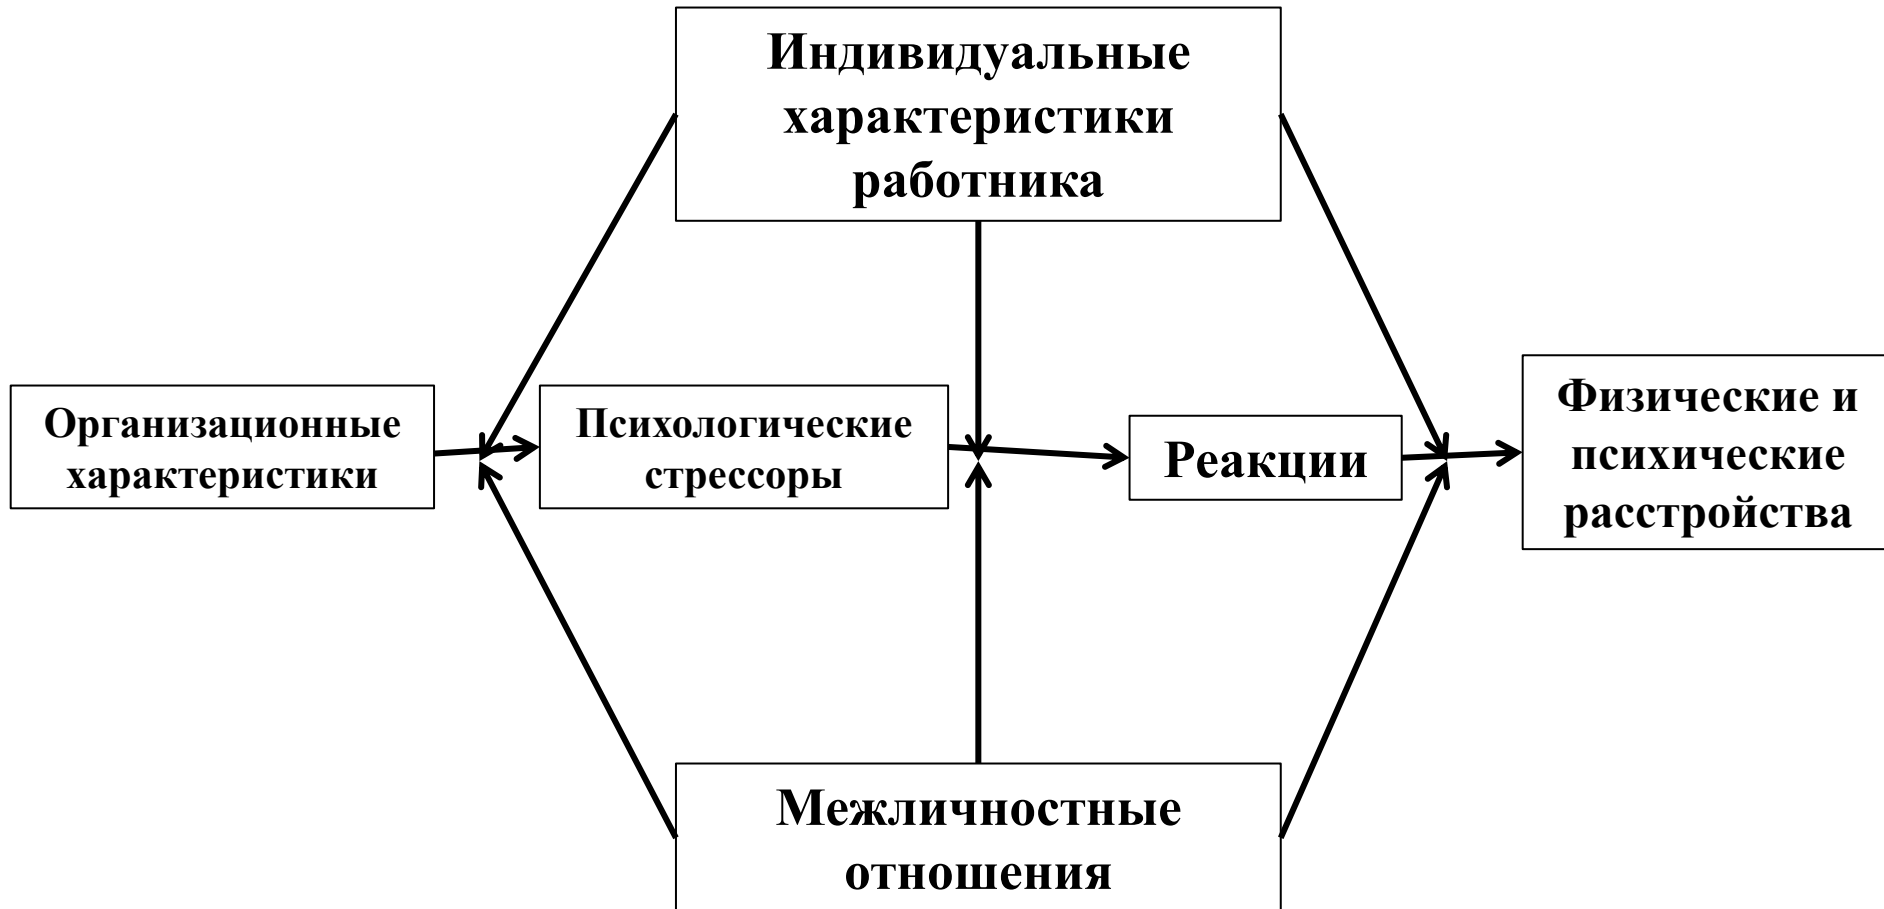 Индивидуальные
характеристики
работника
Организационные
характеристики
Психологические
стрессоры
Реакции
Физические и
психические
расстройства
Межличностные
отношения